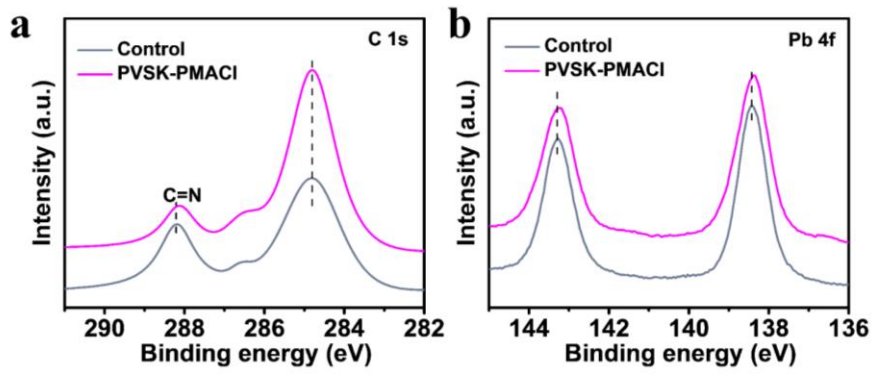 a
C 1s
Control
PVSK-PMACl
C=N
Intensity (a.u.)
290 288 286 284 282
Binding energy (eV)
b
Pb 4f
Control
PVSK-PMACl
Intensity (a.u.)
144 142 140 138 136
Binding energy (eV)